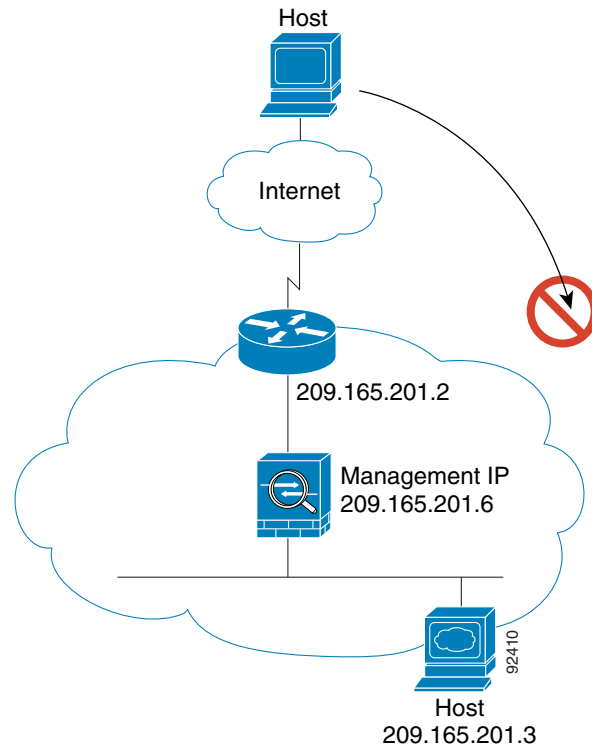 Host
Internet
209.165.201.2
Management IP
209.165.201.6
92410
Host
209.165.201.3